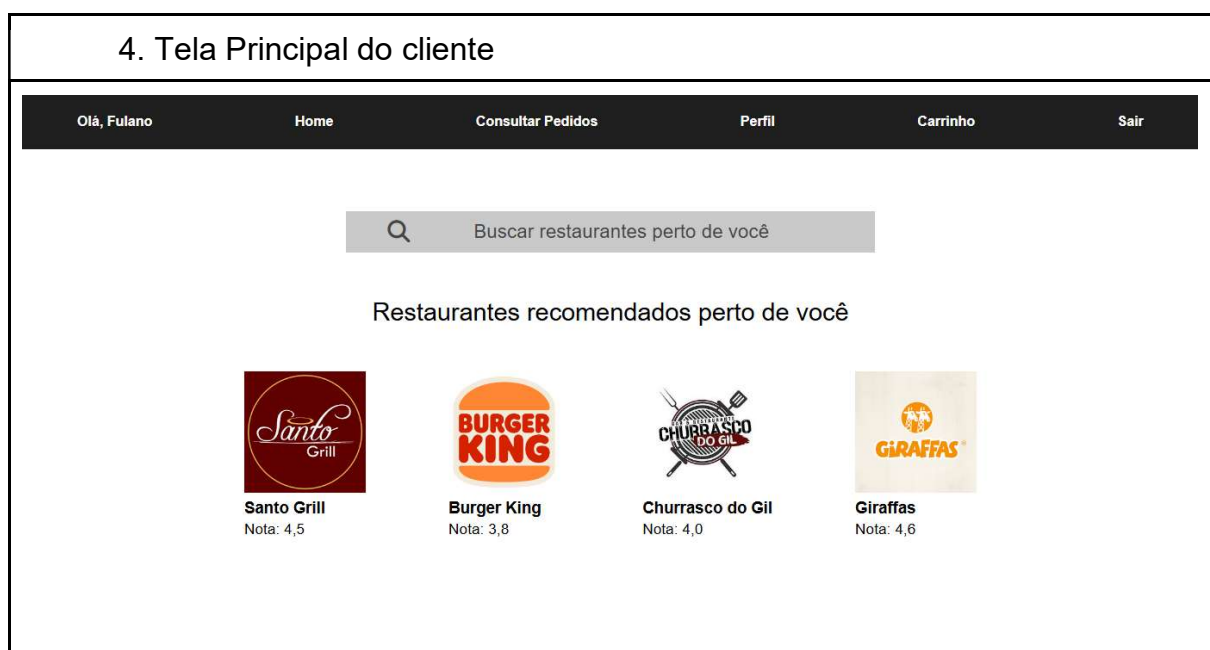 4. Tela Principal do cliente
Olá, Fulano Home Consultar Pedidos Perfil Carrinho Sair
Buscar restaurantes perto de você
Restaurantes recomendados perto de você
Santo
Grill
BURGER
KING
CHURRASCO
DO GIL
GiRAFFAS
Santo Grill Burger King Churrasco do Gil Giraffas
Nota: 4,5 Nota: 3,8 Nota: 4,0 Nota: 4,6